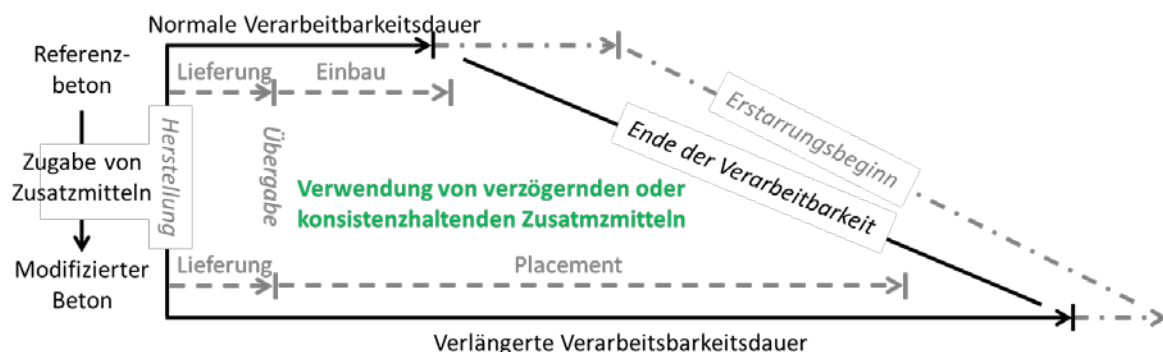 Normale Verarbeitbarkeitsdauer
Referenz-
beton
Lieferung
Einbau
Herstellung
Übergabe
Erstarrungsbeginn
Ende der Verarbeitbarkeit
Zugabe von
Zusatzmitteln
Verwendung von verzögernden oder
konsistenzhaltenden Zusatmzmitteln
Modifizierter
Beton
Lieferung
Placement
Verlängerte Verarbeitsbarkeitsdauer